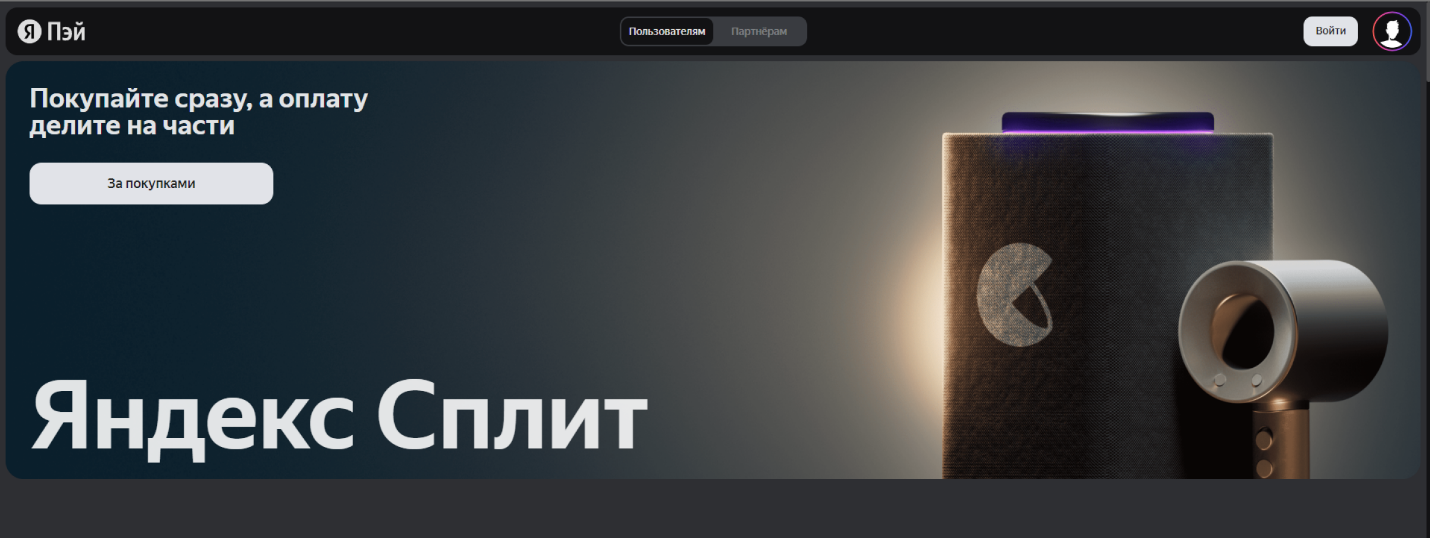 Я Пэй
Пользователям
Партнёрам
Войти
Покупайте сразу, а оплату
делите на части
За покупками
Яндекс Сплит